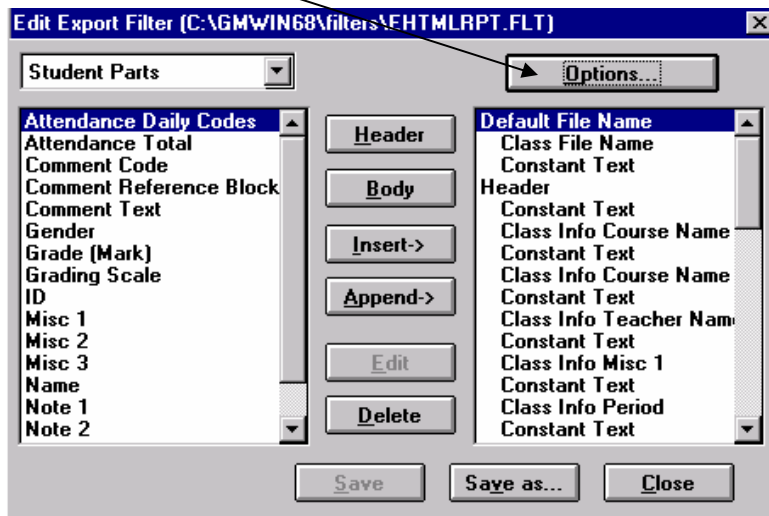 Edit Export Filter (C:\GMWIN68\filters\EHTMLRPT.FLT)
Student Parts
Options...
Attendance Daily Codes
Attendance Total
Comment Code
Comment Reference Block
Comment Text
Gender
Grade (Mark)
Grading Scale
ID
Misc 1
Misc 2
Misc 3
Name
Note 1
Note 2
Header
Body
Insert->
Append->
Edit
Delete
Default File Name
Class File Name
Constant Text
Header
Constant Text
Class Info Course Name
Constant Text
Class Info Course Name
Constant Text
Class Info Teacher Nam
Constant Text
Class Info Misc 1
Constant Text
Class Info Period
Constant Text
Save
Save as...
Close